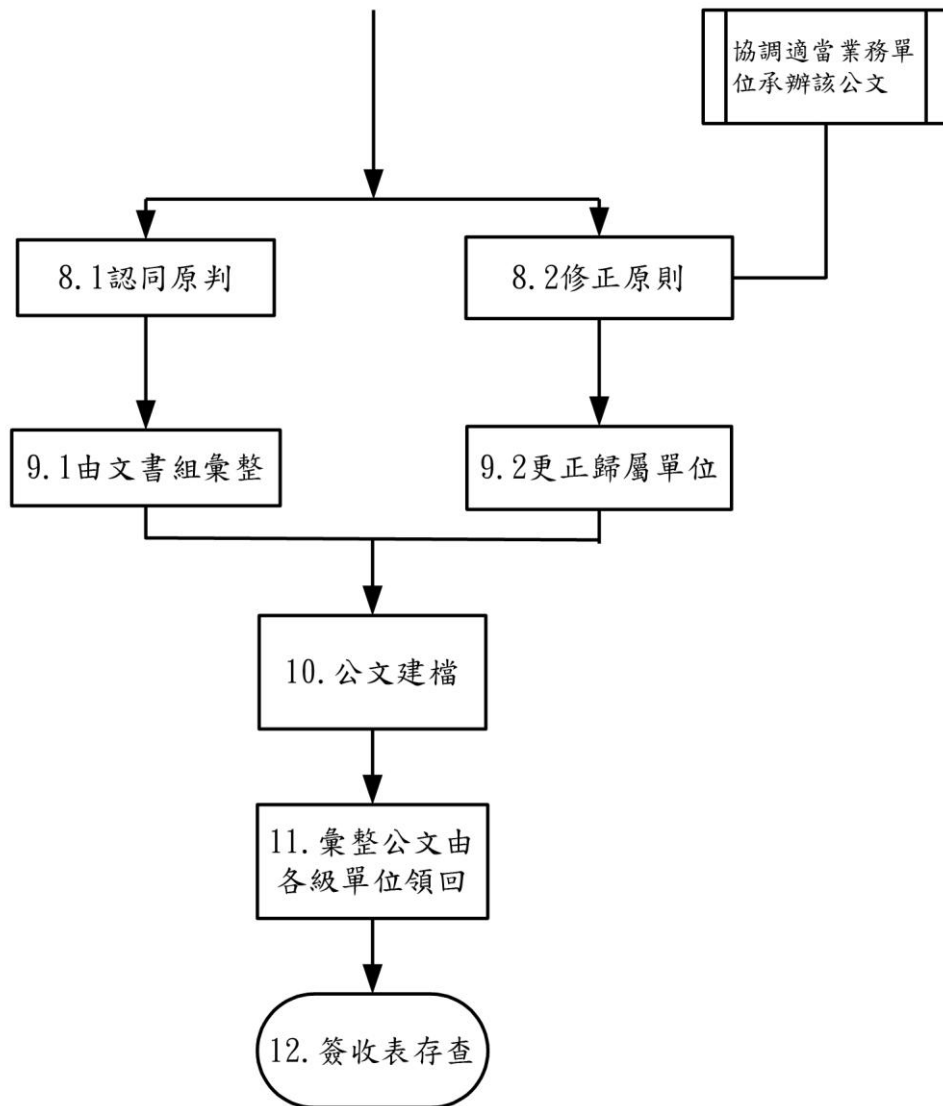 協調適當業務單
位承辦該公文
8.1認同原判
8.2修正原則
9.1由文書組彙整
9.2更正歸屬單位
10.公文建檔
11.彙整公文由
各級單位領回
12.簽收表存查